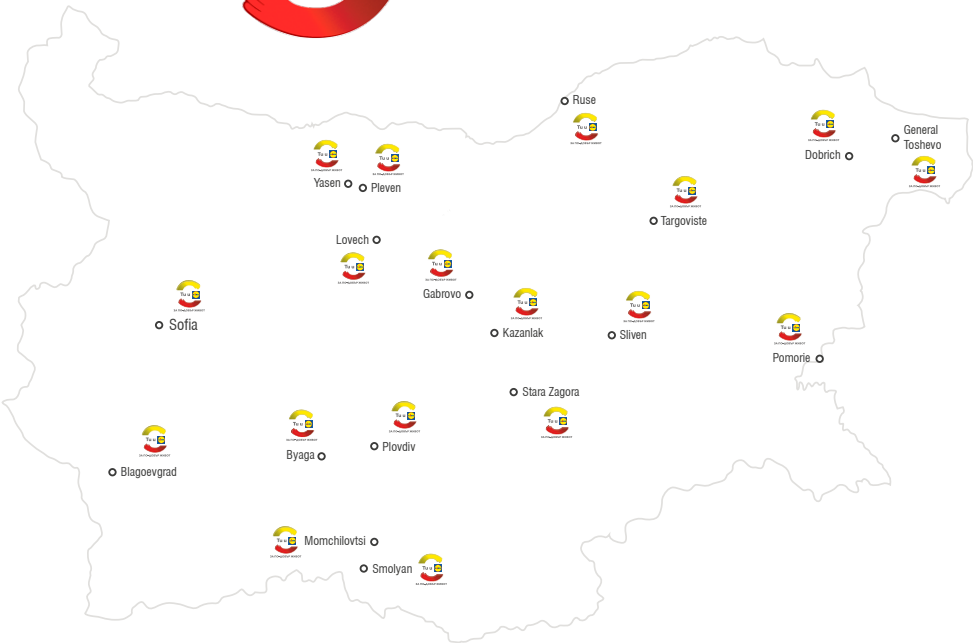 Ruse
General
Toshevo
Dobrich
Yasen
Pleven
Targoviste
Lovech
Gabrovo
Sofia
Kazanlak
Sliven
Pomorie
Stara Zagora
Plovdiv
Byaga
Blagoevgrad
Momchilovtsi
Smolyan